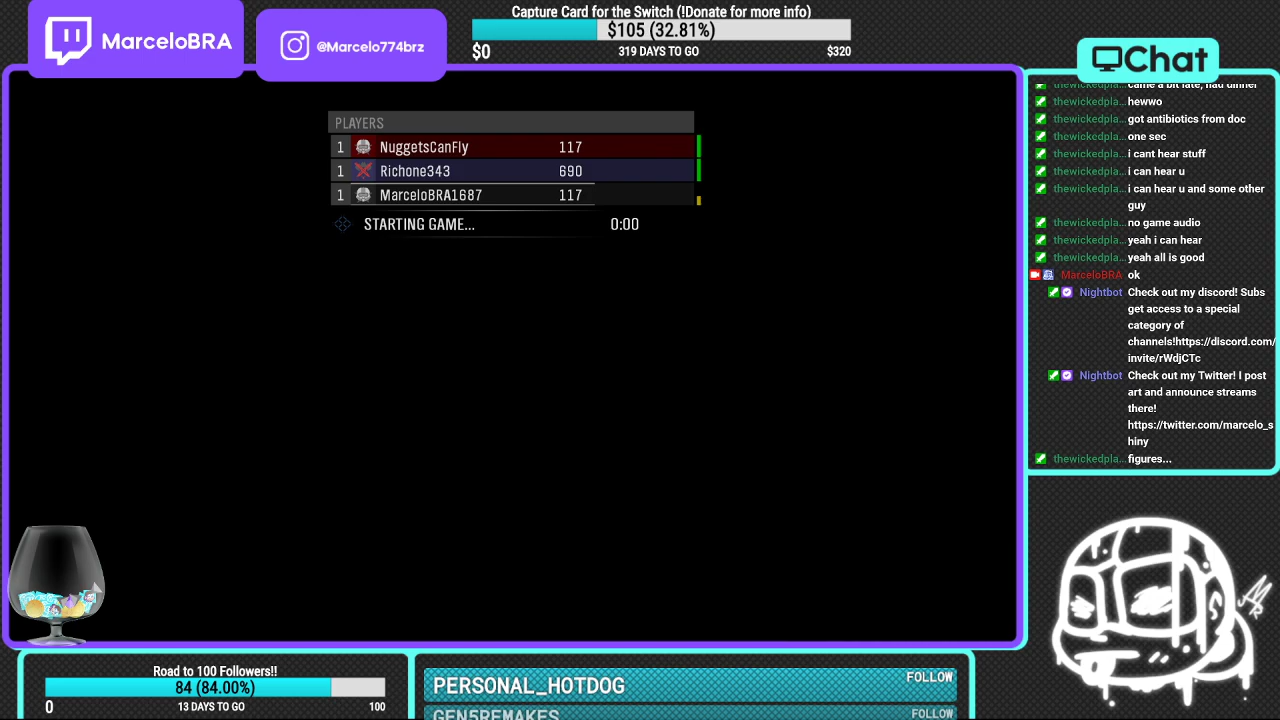 MarceloBRA
@Marcelo774brz
Capture Card for the Switch (!Donate for more info)
$105 (32.81%)
$0
319 DAYS TO GO
$320
Chat
PLAYERS
1 NuggetsCanFly 117
1 Richone343 690
1 MarceloBRA1687 117
STARTING GAME... 0:00
thewickedpla... came a bit late, had dinner
thewickedpla... hewwo
thewickedpla... got antibiotics from doc
thewickedpla... one sec
thewickedpla... i cant hear stuff
thewickedpla... i can hear u
thewickedpla... i can hear u and some other
guy
thewickedpla... no game audio
thewickedpla... yeah i can hear
thewickedpla... yeah all is good
MarceloBRA ok
Nightbot Check out my discord! Subs
get access to a special
category of
channels!https://discord.com/
invite/rWdjCTc
Nightbot Check out my Twitter! I post
art and announce streams
there!
https://twitter.com/marcelo_s
hiny
thewickedpla... figures...
Road to 100 Followers!!
84 (84.00%)
0
13 DAYS TO GO
100
PERSONAL_HOTDOG
FOLLOW
GEN5REMAKES
FOLLOW